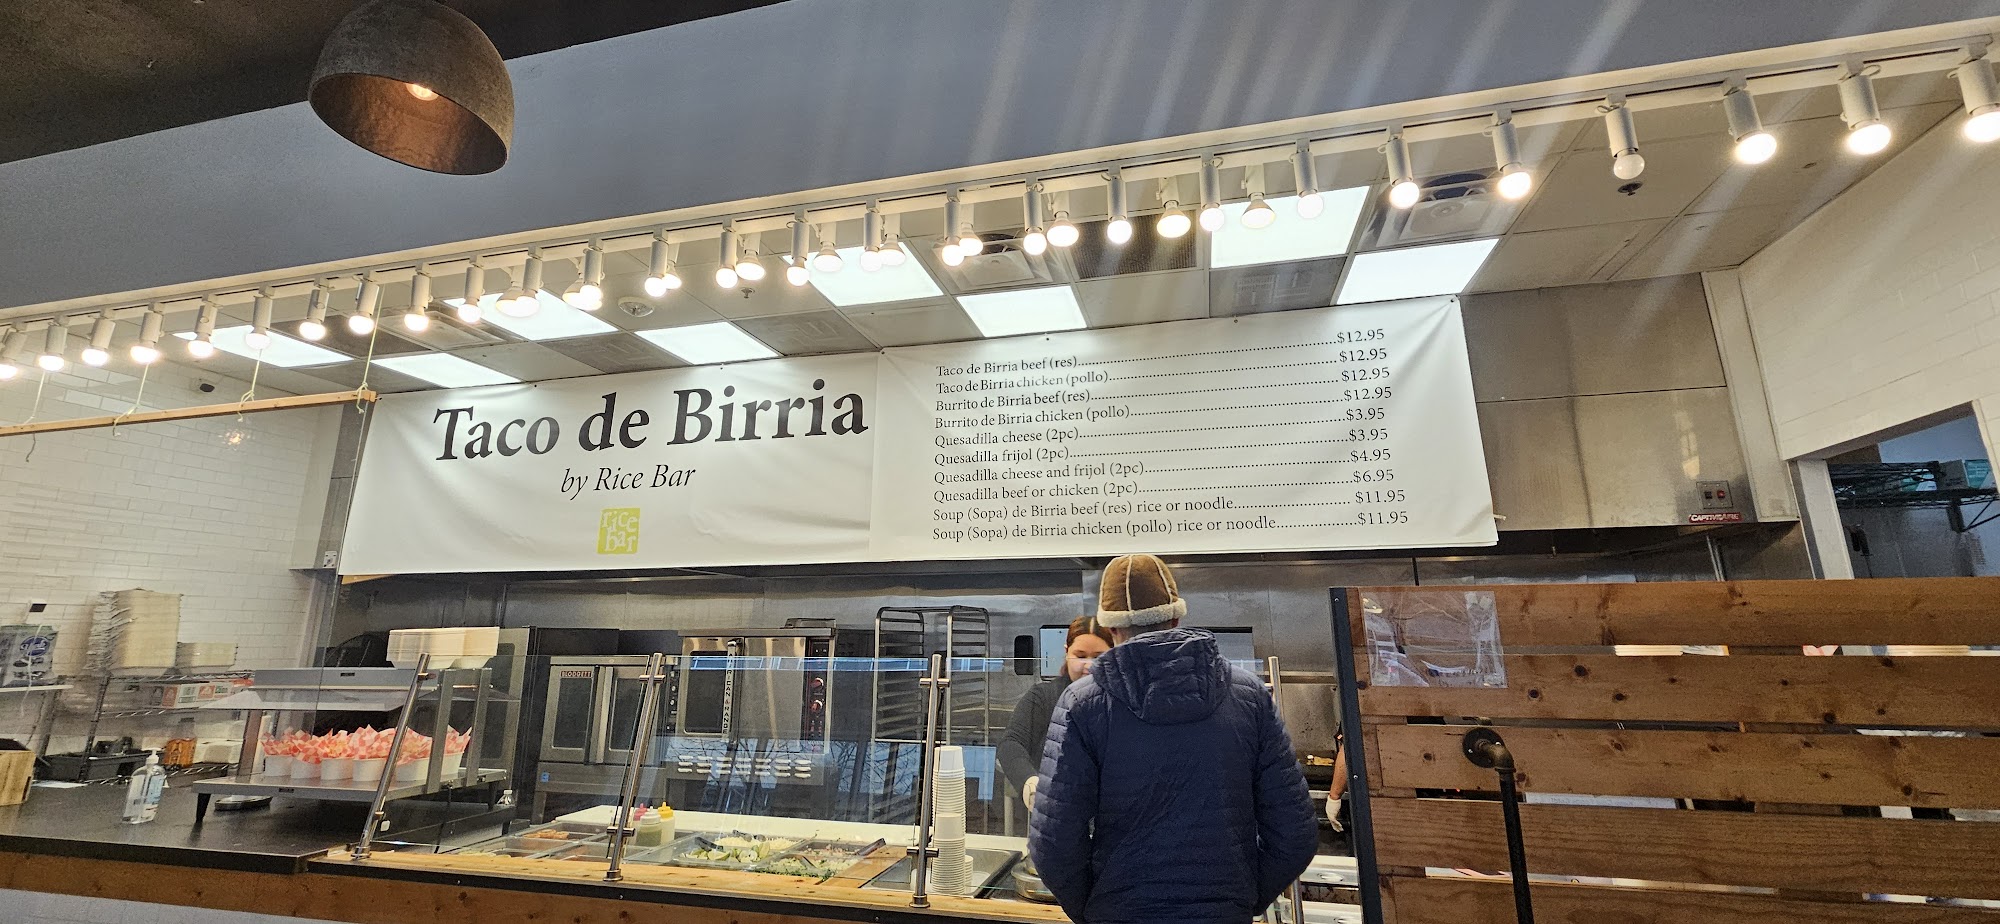 Taco de Birria
by Rice Bar
rice
bar
Taco de Birria beef (res)..........$12.95
Taco de Birria chicken (pollo)..........$12.95
Burrito de Birria beef (res)..........$12.95
Burrito de Birria chicken (pollo)..........$12.95
Quesadilla cheese (2pc)..........$3.95
Quesadilla frijol (2pc)..........$3.95
Quesadilla cheese and frijol (2pc)..........$4.95
Quesadilla beef or chicken (2pc)..........$6.95
Soup (Sopa) de Birria beef (res) rice or noodle..........$11.95
Soup (Sopa) de Birria chicken (pollo) rice or noodle..........$11.95
CAPTIVEAIRE
BLODGETT
AMERICAN RANGE